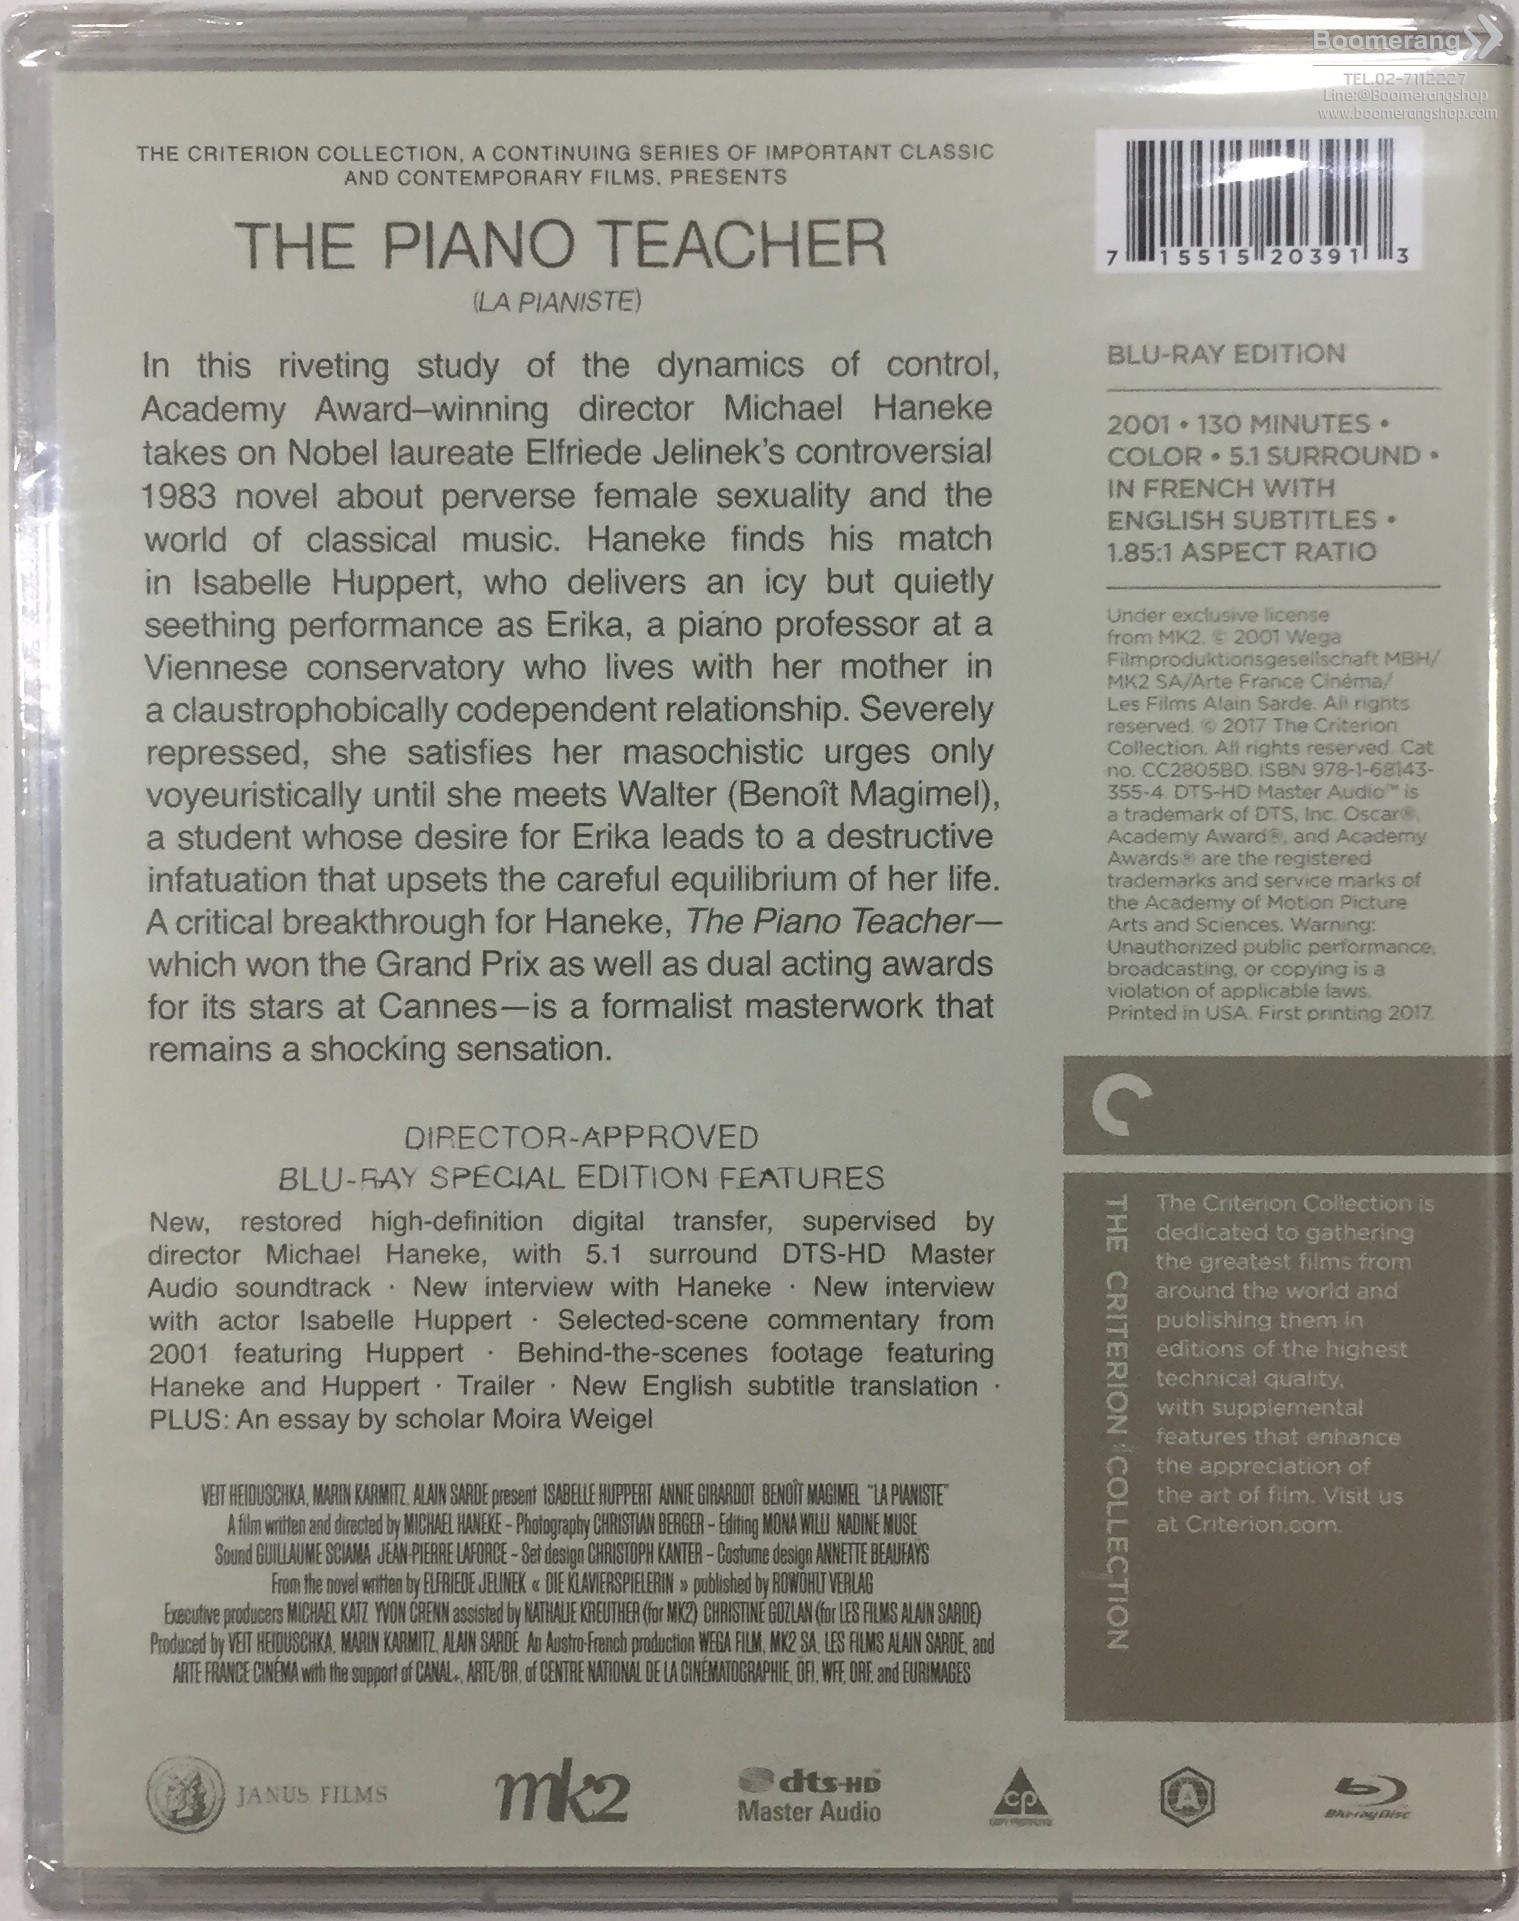 Boomerang
TEL.02-7112227
Line:@Boomerangshop
www.boomerangshop.com
THE CRITERION COLLECTION, A CONTINUING SERIES OF IMPORTANT CLASSIC
AND CONTEMPORARY FILMS, PRESENTS
THE PIANO TEACHER
(LA PIANISTE)
In this riveting study of the dynamics of control,
Academy Award–winning director Michael Haneke
takes on Nobel laureate Elfriede Jelinek's controversial
1983 novel about perverse female sexuality and the
world of classical music. Haneke finds his match
in Isabelle Huppert, who delivers an icy but quietly
seething performance as Erika, a piano professor at a
Viennese conservatory who lives with her mother in
a claustrophobically codependent relationship. Severely
repressed, she satisfies her masochistic urges only
voyeuristically until she meets Walter (Benoît Magimel),
a student whose desire for Erika leads to a destructive
infatuation that upsets the careful equilibrium of her life.
A critical breakthrough for Haneke, The Piano Teacher—
which won the Grand Prix as well as dual acting awards
for its stars at Cannes—is a formalist masterwork that
remains a shocking sensation.
DIRECTOR-APPROVED
BLU-RAY SPECIAL EDITION FEATURES
New, restored high-definition digital transfer, supervised by
director Michael Haneke, with 5.1 surround DTS-HD Master
Audio soundtrack · New interview with Haneke · New interview
with actor Isabelle Huppert · Selected-scene commentary from
2001 featuring Huppert · Behind-the-scenes footage featuring
Haneke and Huppert · Trailer · New English subtitle translation ·
PLUS: An essay by scholar Moira Weigel
VEIT HEIDUSCHKA, MARIN KARMITZ, ALAIN SARDE present ISABELLE HUPPERT ANNIE GIRARDOT BENOÎT MAGIMEL "LA PIANISTE"
A film written and directed by MICHAEL HANEKE – Photography CHRISTIAN BERGER – Editing MONA WILLI NADINE MUSE
Sound GUILLAUME SCIAMA JEAN-PIERRE LAFORCE – Set design CHRISTOPH KANTER – Costume design ANNETTE BEAUFAŸS
From the novel written by ELFRIEDE JELINEK « DIE KLAVIERSPIELERIN » published by ROWOHLT VERLAG
Executive producers MICHAEL KATZ YVON CRENN assisted by NATHALIE KREUTHER (for MK2) CHRISTINE GOZLAN (for LES FILMS ALAIN SARDE)
Produced by VEIT HEIDUSCHKA, MARIN KARMITZ, ALAIN SARDE An Austro-French production WEGA FILM, MK2 SA, LES FILMS ALAIN SARDE, and
ARTE FRANCE CINÉMA with the support of CANAL+, ARTE/BR, of CENTRE NATIONAL DE LA CINÉMATOGRAPHIE, ÖFI, WFF, ORF, and EURIMAGES
7 15515 20391 3
BLU-RAY EDITION
2001 • 130 MINUTES •
COLOR • 5.1 SURROUND •
IN FRENCH WITH
ENGLISH SUBTITLES •
1.85:1 ASPECT RATIO
Under exclusive license
from MK2. © 2001 Wega
Filmproduktionsgesellschaft MBH/
MK2 SA/Arte France Cinéma/
Les Films Alain Sarde. All rights
reserved. © 2017 The Criterion
Collection. All rights reserved. Cat.
no. CC2805BD. ISBN 978-1-68143-
355-4. DTS-HD Master Audio™ is
a trademark of DTS, Inc. Oscar®,
Academy Award®, and Academy
Awards® are the registered
trademarks and service marks of
the Academy of Motion Picture
Arts and Sciences. Warning:
Unauthorized public performance,
broadcasting, or copying is a
violation of applicable laws.
Printed in USA. First printing 2017.
THE CRITERION COLLECTION
The Criterion Collection is
dedicated to gathering
the greatest films from
around the world and
publishing them in
editions of the highest
technical quality,
with supplemental
features that enhance
the appreciation of
the art of film. Visit us
at Criterion.com.
JANUS FILMS
mk2
dts-HD
Master Audio
cp
A
Blu-ray Disc